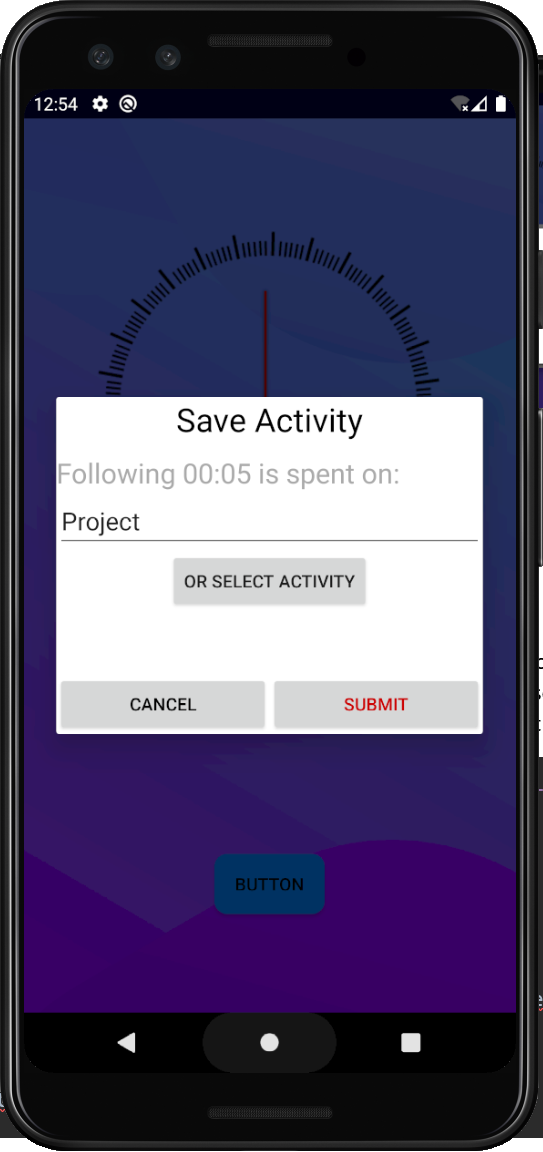 12:54
Save Activity
Following 00:05 is spent on:
Project
OR SELECT ACTIVITY
CANCEL SUBMIT
BUTTON